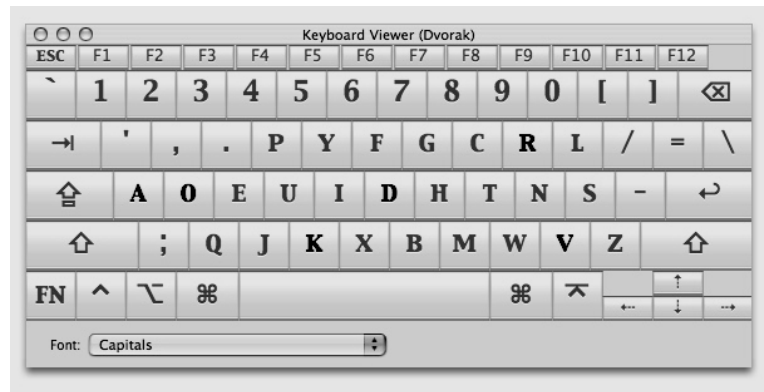 Keyboard Viewer (Dvorak)
ESC F1 F2 F3 F4 F5 F6 F7 F8 F9 F10 F11 F12
` 1 2 3 4 5 6 7 8 9 0 [ ] ⌫
⇥ ' , . P Y F G C R L / = \
⇪ A O E U I D H T N S - ↩
⇧ ; Q J K X B M W V Z ⇧
FN ^ ⌥ ⌘ ⌘ ⌤ ⇠ ⇡ ⇣ ⇢
Font: Capitals